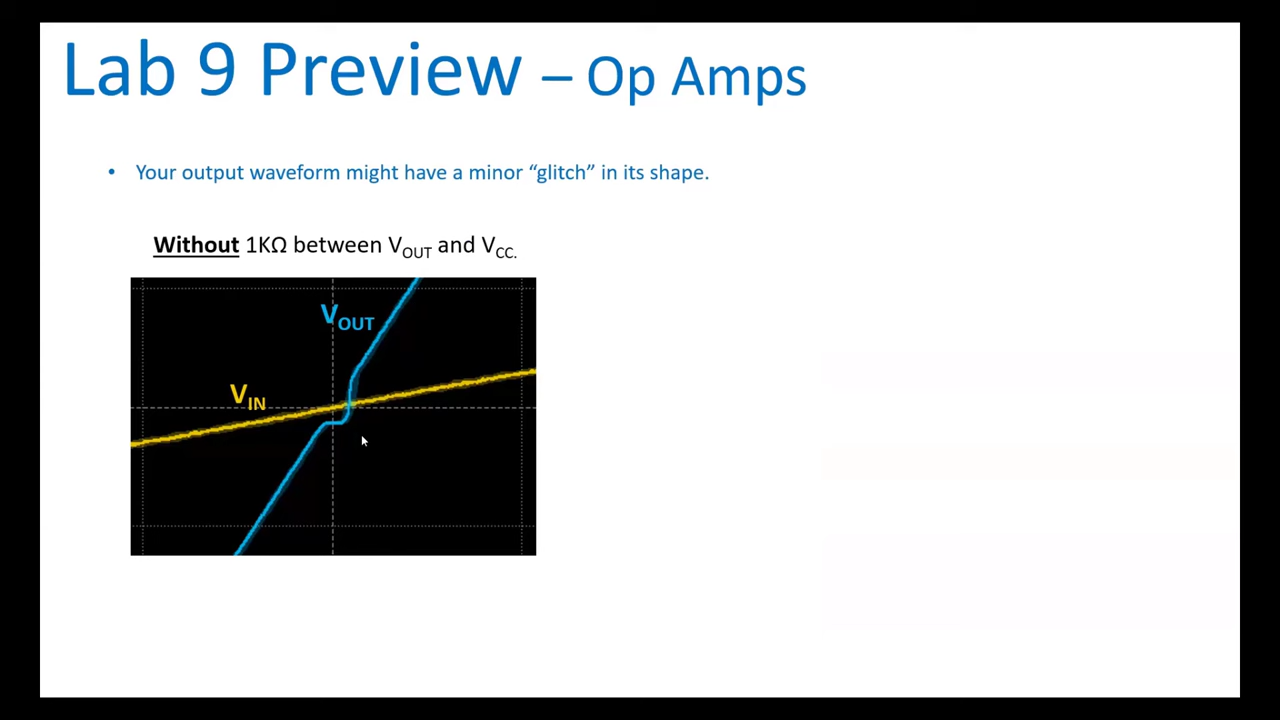 Lab 9 Preview – Op Amps
• Your output waveform might have a minor “glitch” in its shape.
Without 1KΩ between VOUT and VCC.
VOUT
VIN